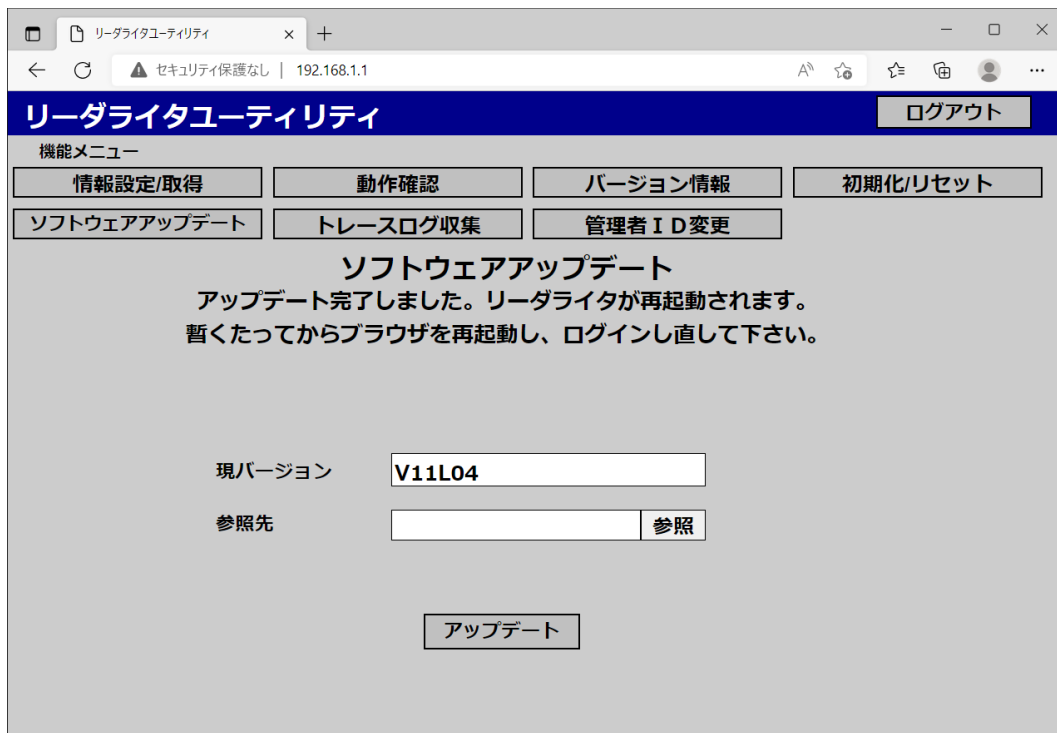 リーダライタユーティリティ
セキュリティ保護なし | 192.168.1.1
リーダライタユーティリティ ログアウト
機能メニュー
情報設定/取得 動作確認 バージョン情報 初期化/リセット
ソフトウェアアップデート トレースログ収集 管理者ＩＤ変更
ソフトウェアアップデート
アップデート完了しました。リーダライタが再起動されます。
暫くたってからブラウザを再起動し、ログインし直して下さい。
現バージョン V11L04
参照先 参照
アップデート